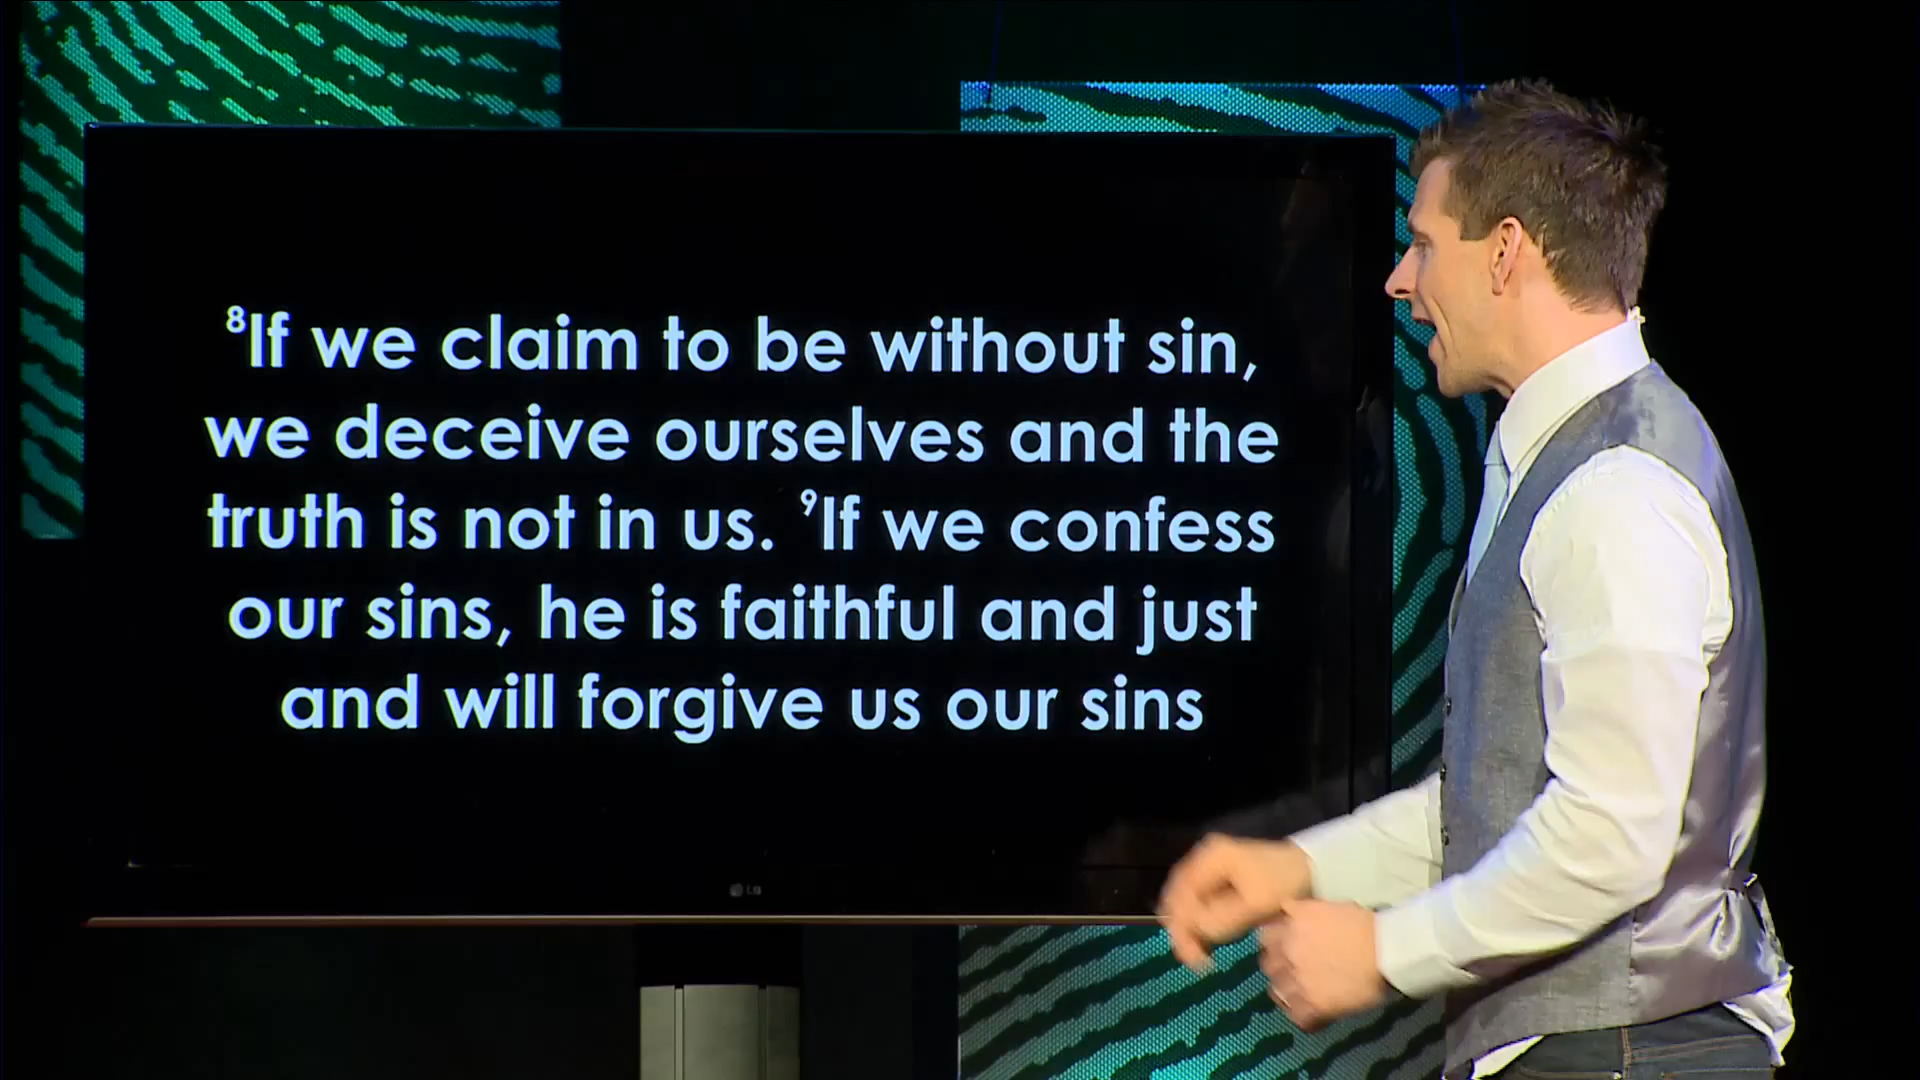 ⁸If we claim to be without sin,
we deceive ourselves and the
truth is not in us. ⁹If we confess
our sins, he is faithful and just
and will forgive us our sins
LG